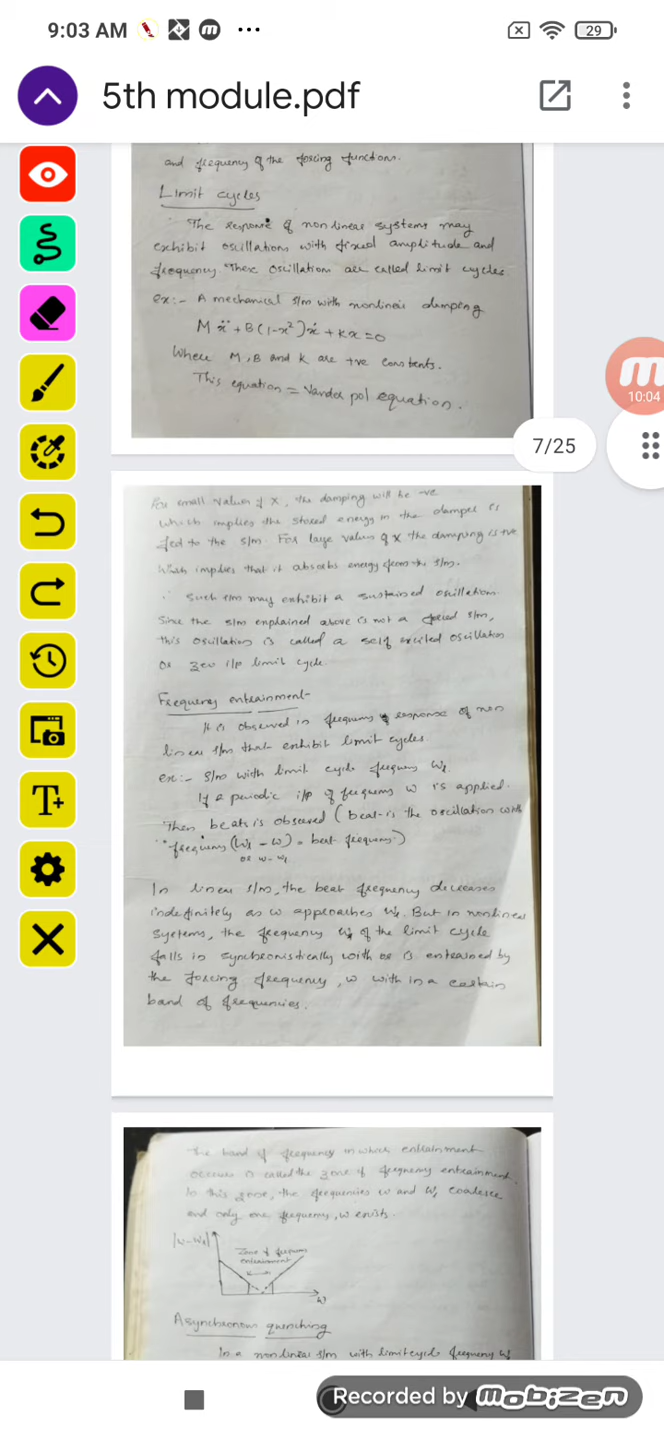 9:03 AM
29
5th module.pdf
and frequency of the forcing function.
Limit cycles
The response of non linear systems may
exhibit oscillations with fixed amplitude and
frequency These oscillations are called limit cycles.
ex:- A mechanical s/m with nonlinear damping
Mẍ + B(1-x²)ẋ + Kx = 0
Where M, B and K are +ve constants.
This equation = Vander pol equation.
7/25
10:04
For small values of x, the damping will be -ve
which implies the stored energy in the damper is
fed to the s/m. For large values of x the damping is +ve
which implies that it absorbs energy from the s/m.
∴ Such s/m may exhibit a sustained oscillation.
Since the s/m explained above is not a forced s/m,
this oscillation is called a self excited oscillation
or zero i/p limit cycle
Frequency entrainment
It is observed in frequency response of non
linear s/m that exhibit limit cycles.
ex:- s/m with limit cycle frequency
If a periodic i/p of frequency w is applied.
Then beats is observed (beat-is the oscillation with
frequency (w1 - w) = beat frequency)
or w - w1
In linear s/m, the beat frequency decreases
indefinitely as w approaches But in nonlinear
systems, the frequency of the limit cycle
falls in synchronistically with or is entrained by
the forcing frequency, w with in a certain
band of frequencies.
The band of frequency in which entrainment
occurs is called the zone of frequency entrainment.
In this zone, the frequencies w and coalesce
and only one frequency, w exists.
Zone of frequency
entrainment
w
Asynchronous quenching
In a non linear s/m with limit cycle frequency
T+
Recorded by mobizen